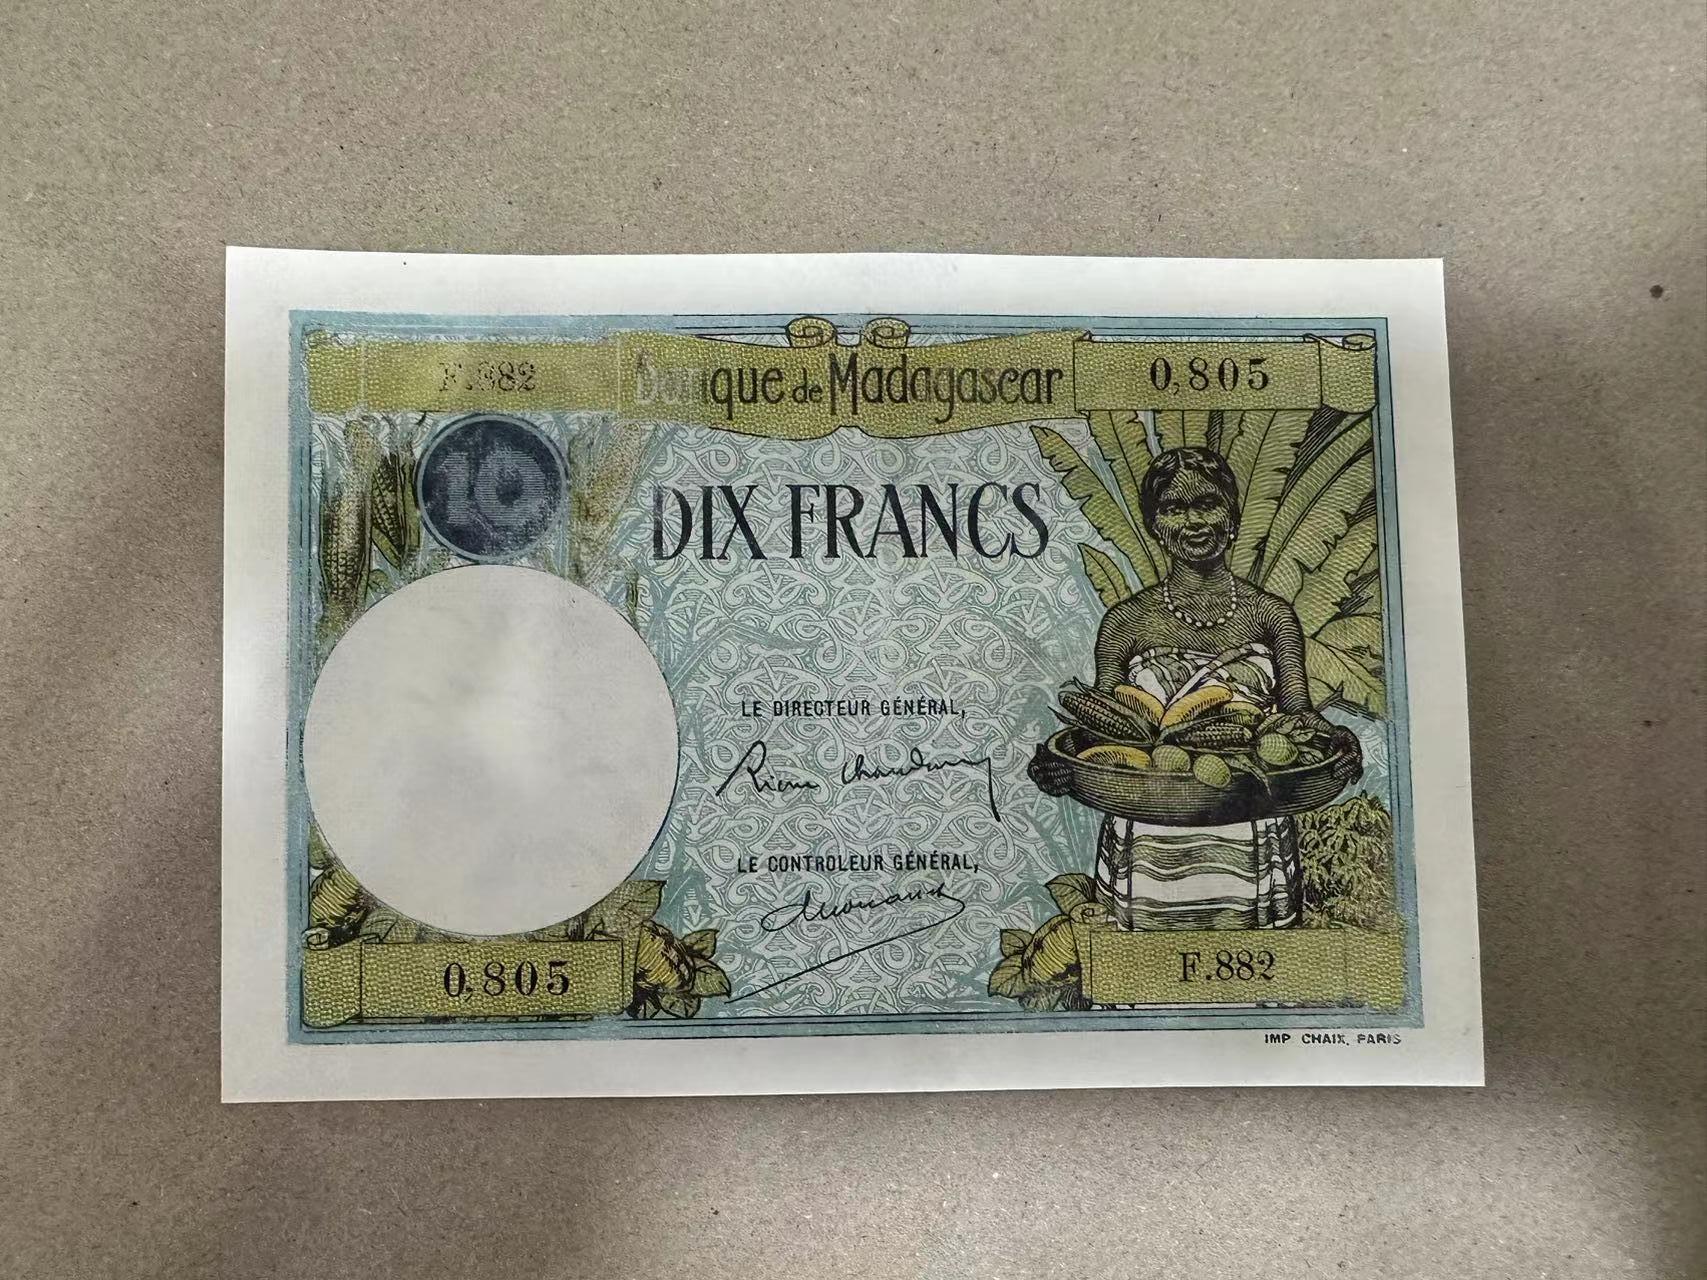 F.882
Banque de Madagascar
0,805
10
DIX FRANCS
LE DIRECTEUR GÉNÉRAL,
LE CONTROLEUR GÉNÉRAL,
0,805
F.882
IMP. CHAIX, PARIS